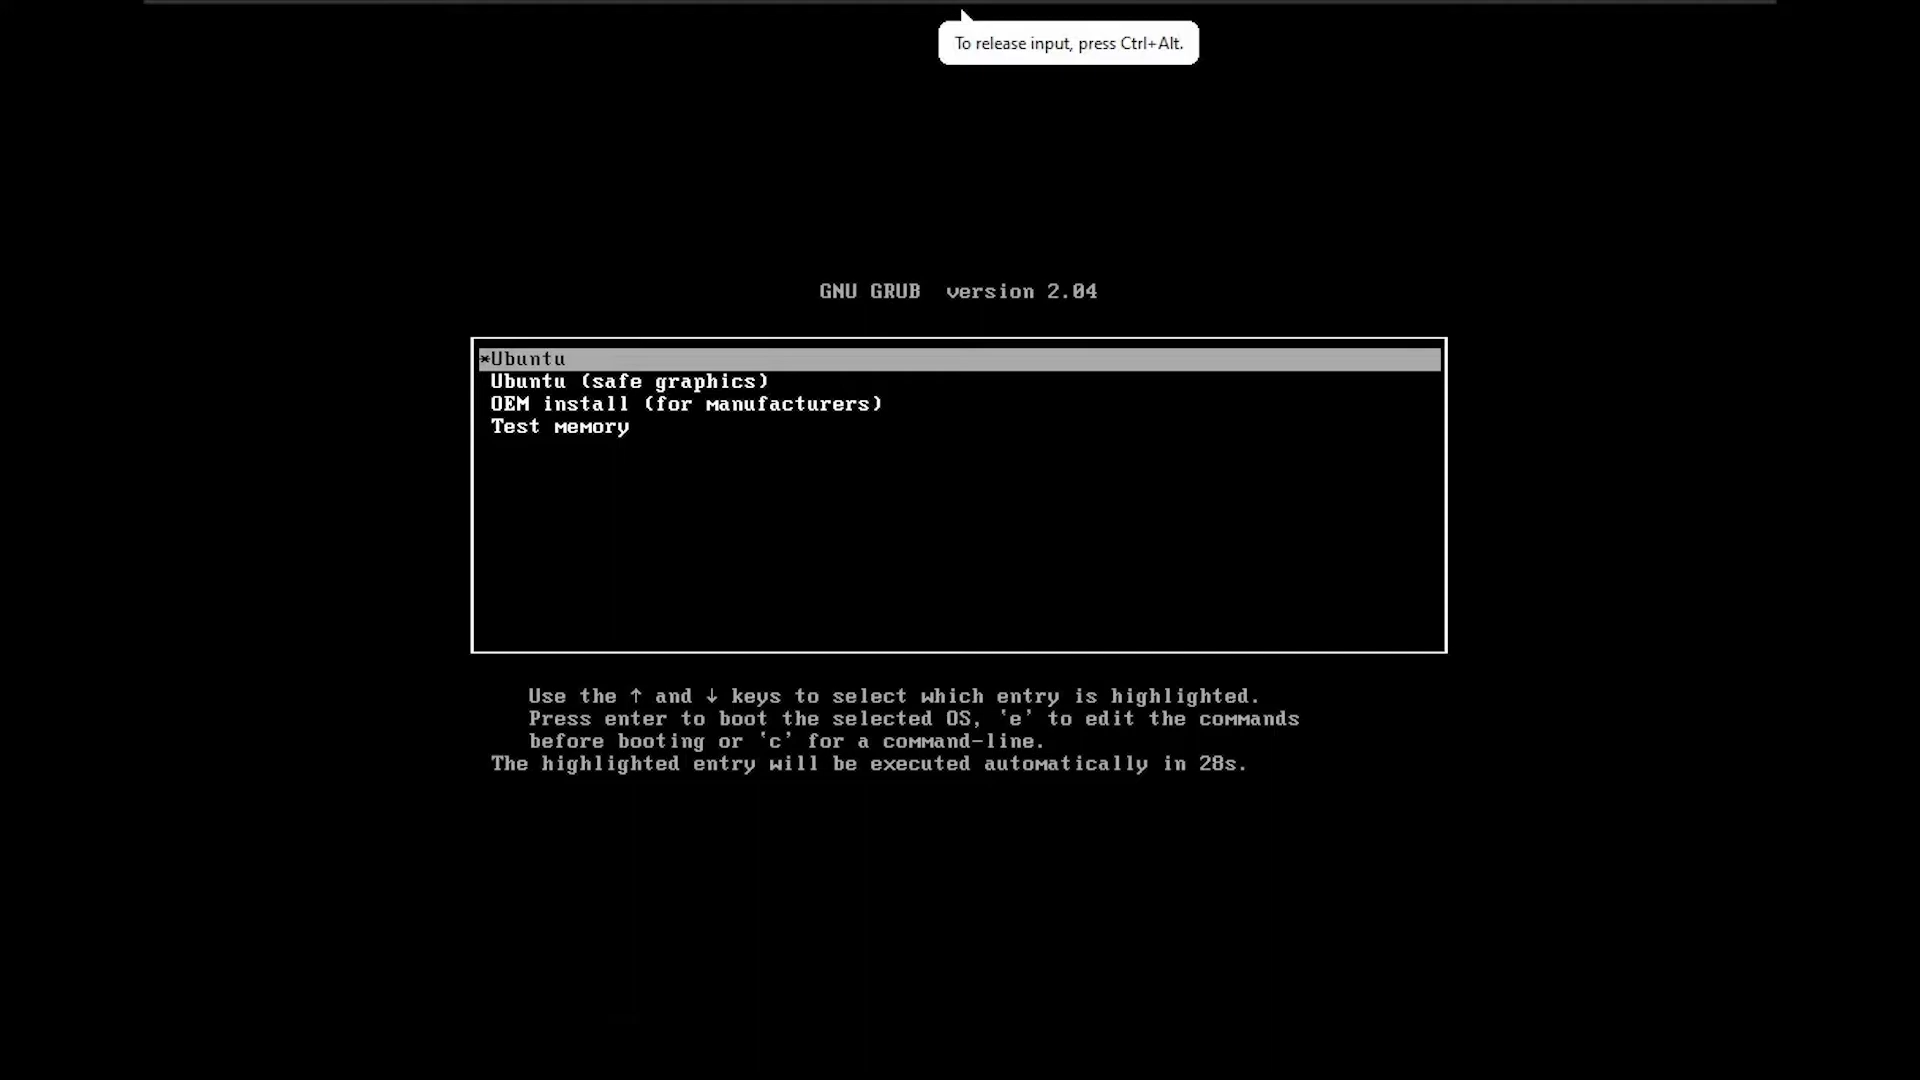 To release input, press Ctrl+Alt.
GNU GRUB  version 2.04
*Ubuntu
Ubuntu (safe graphics)
OEM install (for manufacturers)
Test memory
Use the ↑ and ↓ keys to select which entry is highlighted.
Press enter to boot the selected OS, `e' to edit the commands
before booting or `c' for a command-line.
The highlighted entry will be executed automatically in 28s.